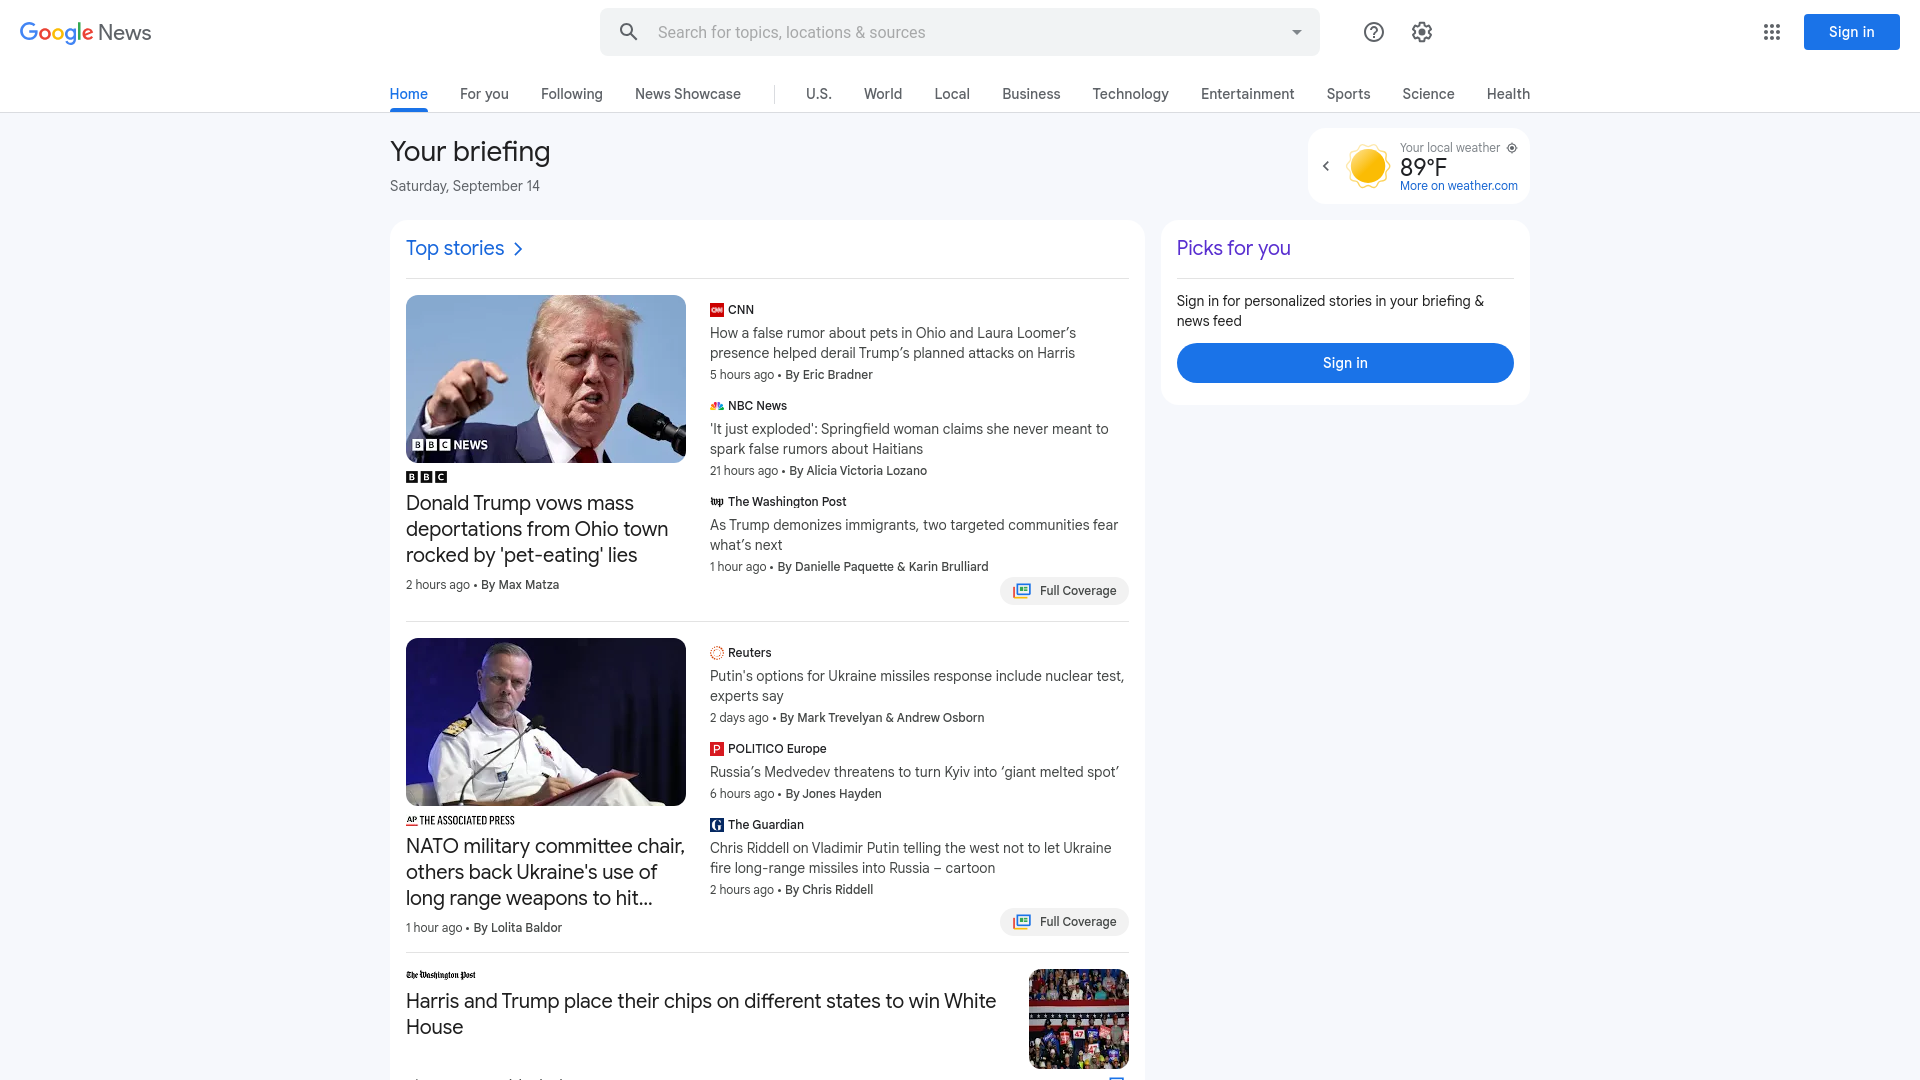 Google News
Search for topics, locations & sources
Sign in
Home
For you
Following
News Showcase
U.S.
World
Local
Business
Technology
Entertainment
Sports
Science
Health
Your briefing
Saturday, September 14
Your local weather
89°F
More on weather.com
Top stories
BBC NEWS
BBC
Donald Trump vows mass
deportations from Ohio town
rocked by 'pet-eating' lies
2 hours ago • By Max Matza
CNN
How a false rumor about pets in Ohio and Laura Loomer’s
presence helped derail Trump’s planned attacks on Harris
5 hours ago • By Eric Bradner
NBC News
'It just exploded': Springfield woman claims she never meant to
spark false rumors about Haitians
21 hours ago • By Alicia Victoria Lozano
wp The Washington Post
As Trump demonizes immigrants, two targeted communities fear
what’s next
1 hour ago • By Danielle Paquette & Karin Brulliard
Full Coverage
AP THE ASSOCIATED PRESS
NATO military committee chair,
others back Ukraine's use of
long range weapons to hit...
1 hour ago • By Lolita Baldor
Reuters
Putin's options for Ukraine missiles response include nuclear test,
experts say
2 days ago • By Mark Trevelyan & Andrew Osborn
P POLITICO Europe
Russia’s Medvedev threatens to turn Kyiv into ‘giant melted spot’
6 hours ago • By Jones Hayden
G The Guardian
Chris Riddell on Vladimir Putin telling the west not to let Ukraine
fire long-range missiles into Russia – cartoon
2 hours ago • By Chris Riddell
Full Coverage
The Washington Post
Harris and Trump place their chips on different states to win White
House
47
47
Picks for you
Sign in for personalized stories in your briefing &
news feed
Sign in